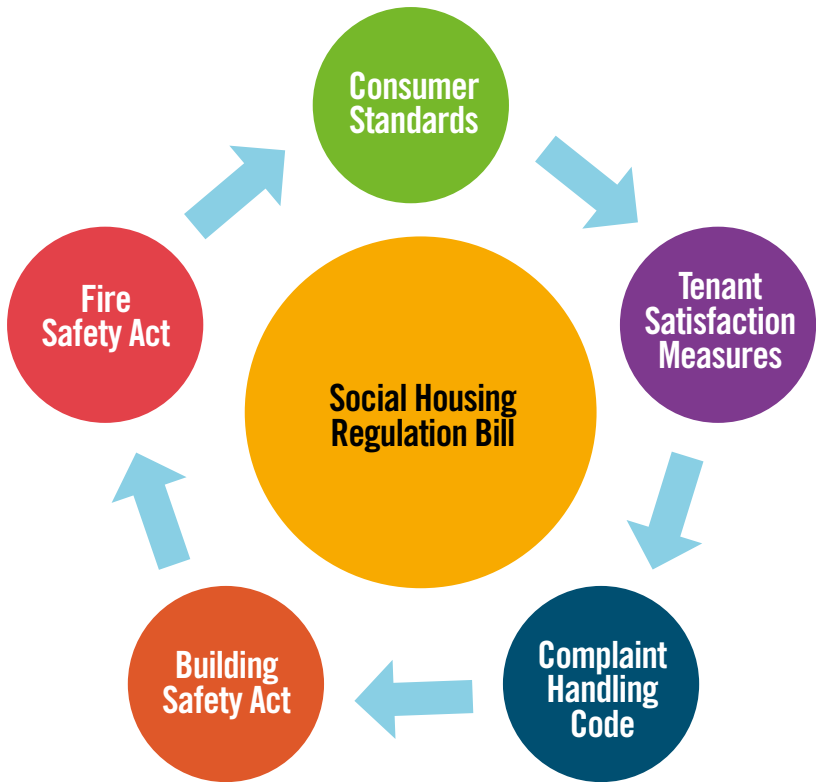 Consumer
Standards
Tenant
Satisfaction
Measures
Complaint
Handling
Code
Building
Safety Act
Fire
Safety Act
Social Housing
Regulation Bill